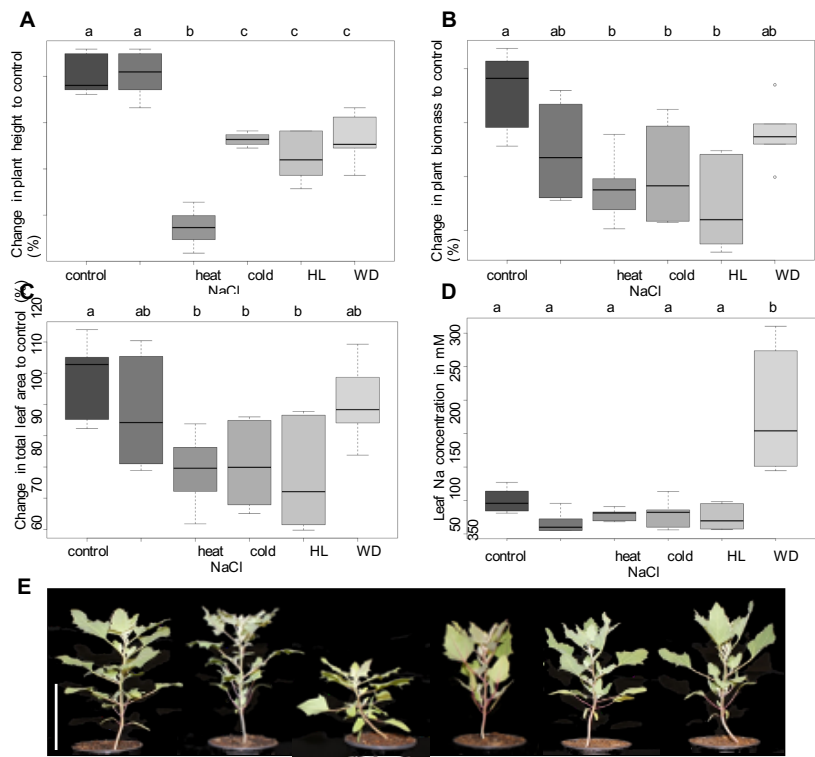 A
a a b c c c
Change in plant height to control
(%)
control heat cold HL WD
NaCl
B
a ab b b b ab
Change in plant biomass to control
(%)
control heat cold HL WD
NaCl
C
a ab b b b ab
Change in total leaf area to control (%)
60 70 80 90 100 110 120
control heat cold HL WD
NaCl
D
a a a a a b
Leaf Na concentration in mM
50 100 150 200 250 300
350
control heat cold HL WD
NaCl
E